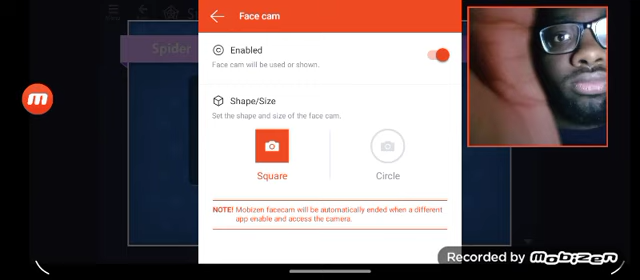 Face cam
Enabled
Face cam will be used or shown.
Spider
Shape/Size
Set the shape and size of the face cam.
Square
Circle
NOTE! Mobizen facecam will be automatically ended when a different
app enable and access the camera.
Recorded by Mobizen